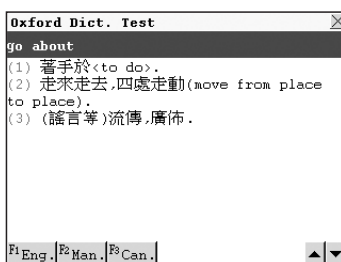 Oxford Dict. Test
go about
(1) 著手於<to do>.
(2) 走來走去,四處走動(move from place
to place).
(3) (謠言等)流傳,廣佈.
F1Eng. F2Man. F3Can.